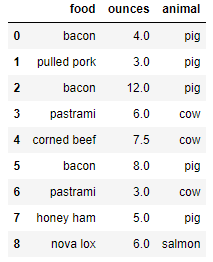 food ounces animal
0 bacon 4.0 pig
1 pulled pork 3.0 pig
2 bacon 12.0 pig
3 pastrami 6.0 cow
4 corned beef 7.5 cow
5 bacon 8.0 pig
6 pastrami 3.0 cow
7 honey ham 5.0 pig
8 nova lox 6.0 salmon